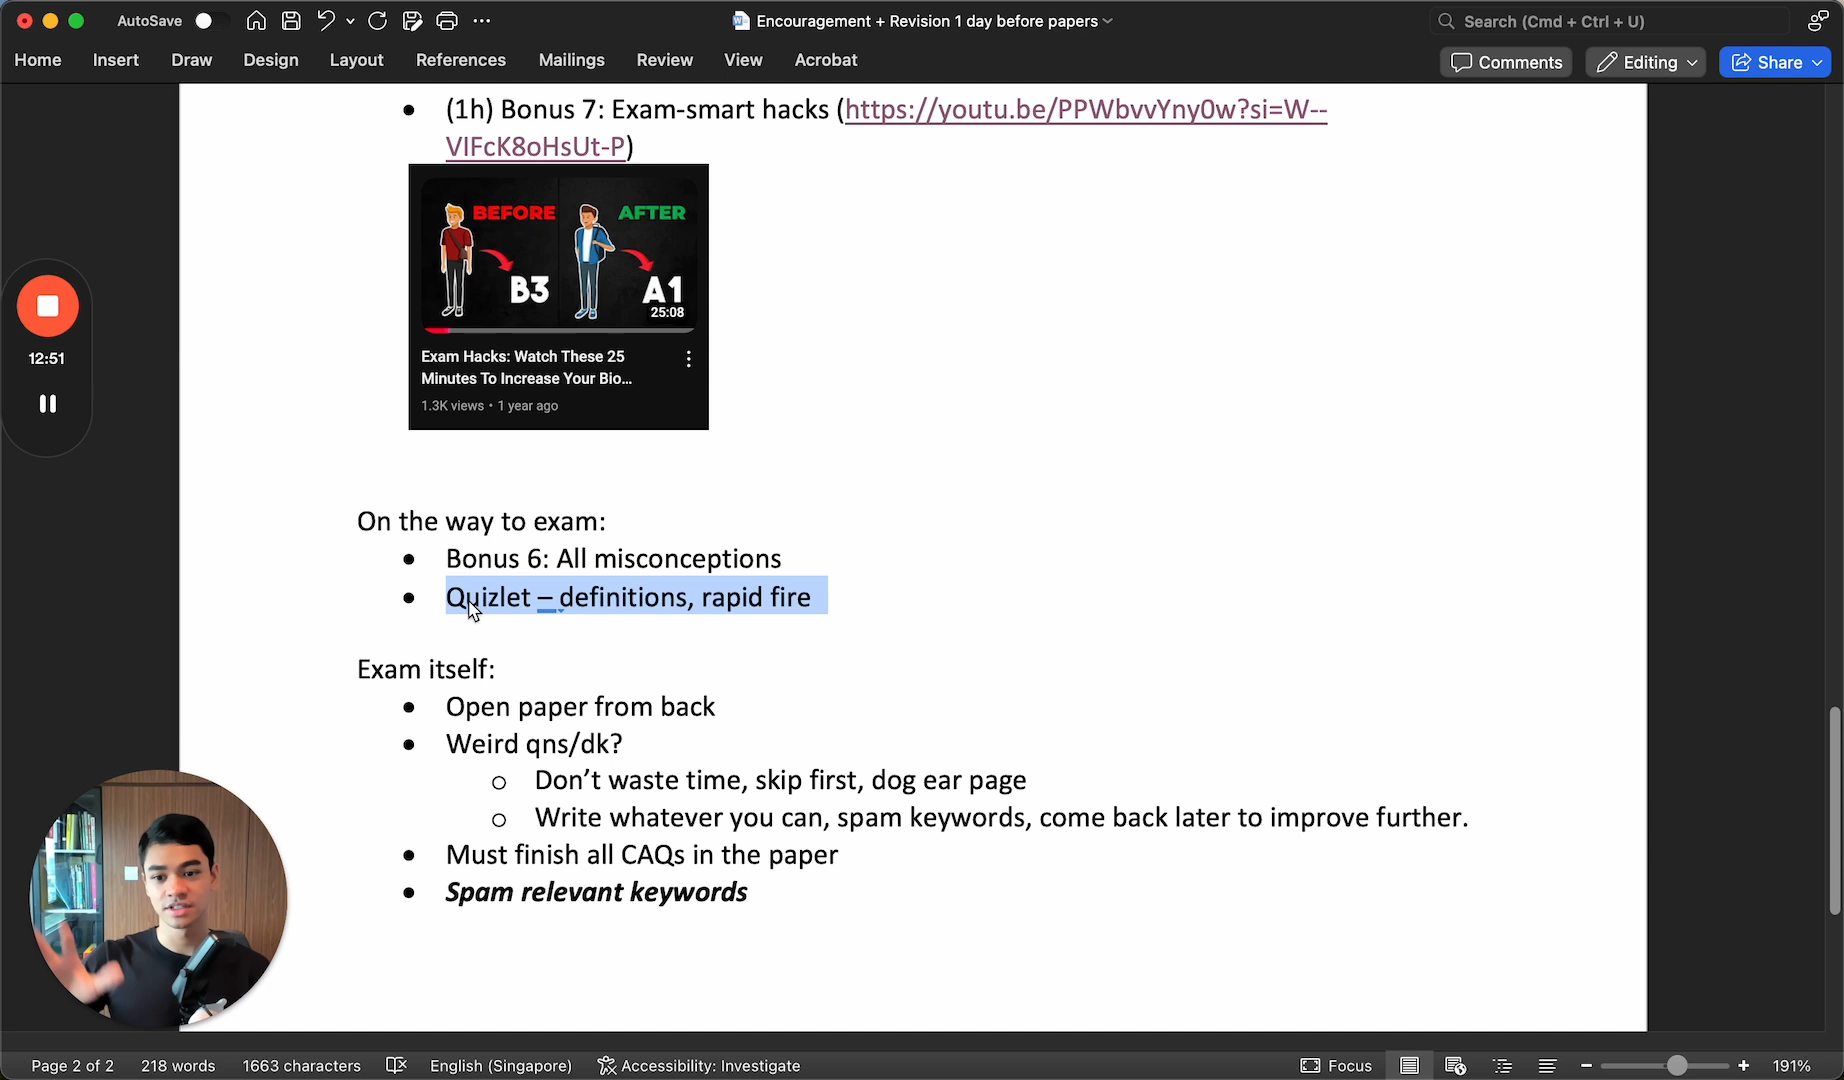 AutoSave
Encouragement + Revision 1 day before papers
Search (Cmd + Ctrl + U)
Home Insert Draw Design Layout References Mailings Review View Acrobat
Comments Editing Share
(1h) Bonus 7: Exam-smart hacks (https://youtu.be/PPWbvvYny0w?si=W--
VIFcK8oHsUt-P)
BEFORE AFTER
B3 A1
25:08
Exam Hacks: Watch These 25
Minutes To Increase Your Bio...
1.3K views • 1 year ago
12:51
On the way to exam:
Bonus 6: All misconceptions
Quizlet – definitions, rapid fire
Exam itself:
Open paper from back
Weird qns/dk?
Don’t waste time, skip first, dog ear page
Write whatever you can, spam keywords, come back later to improve further.
Must finish all CAQs in the paper
Spam relevant keywords
Page 2 of 2 218 words 1663 characters English (Singapore) Accessibility: Investigate Focus 191%